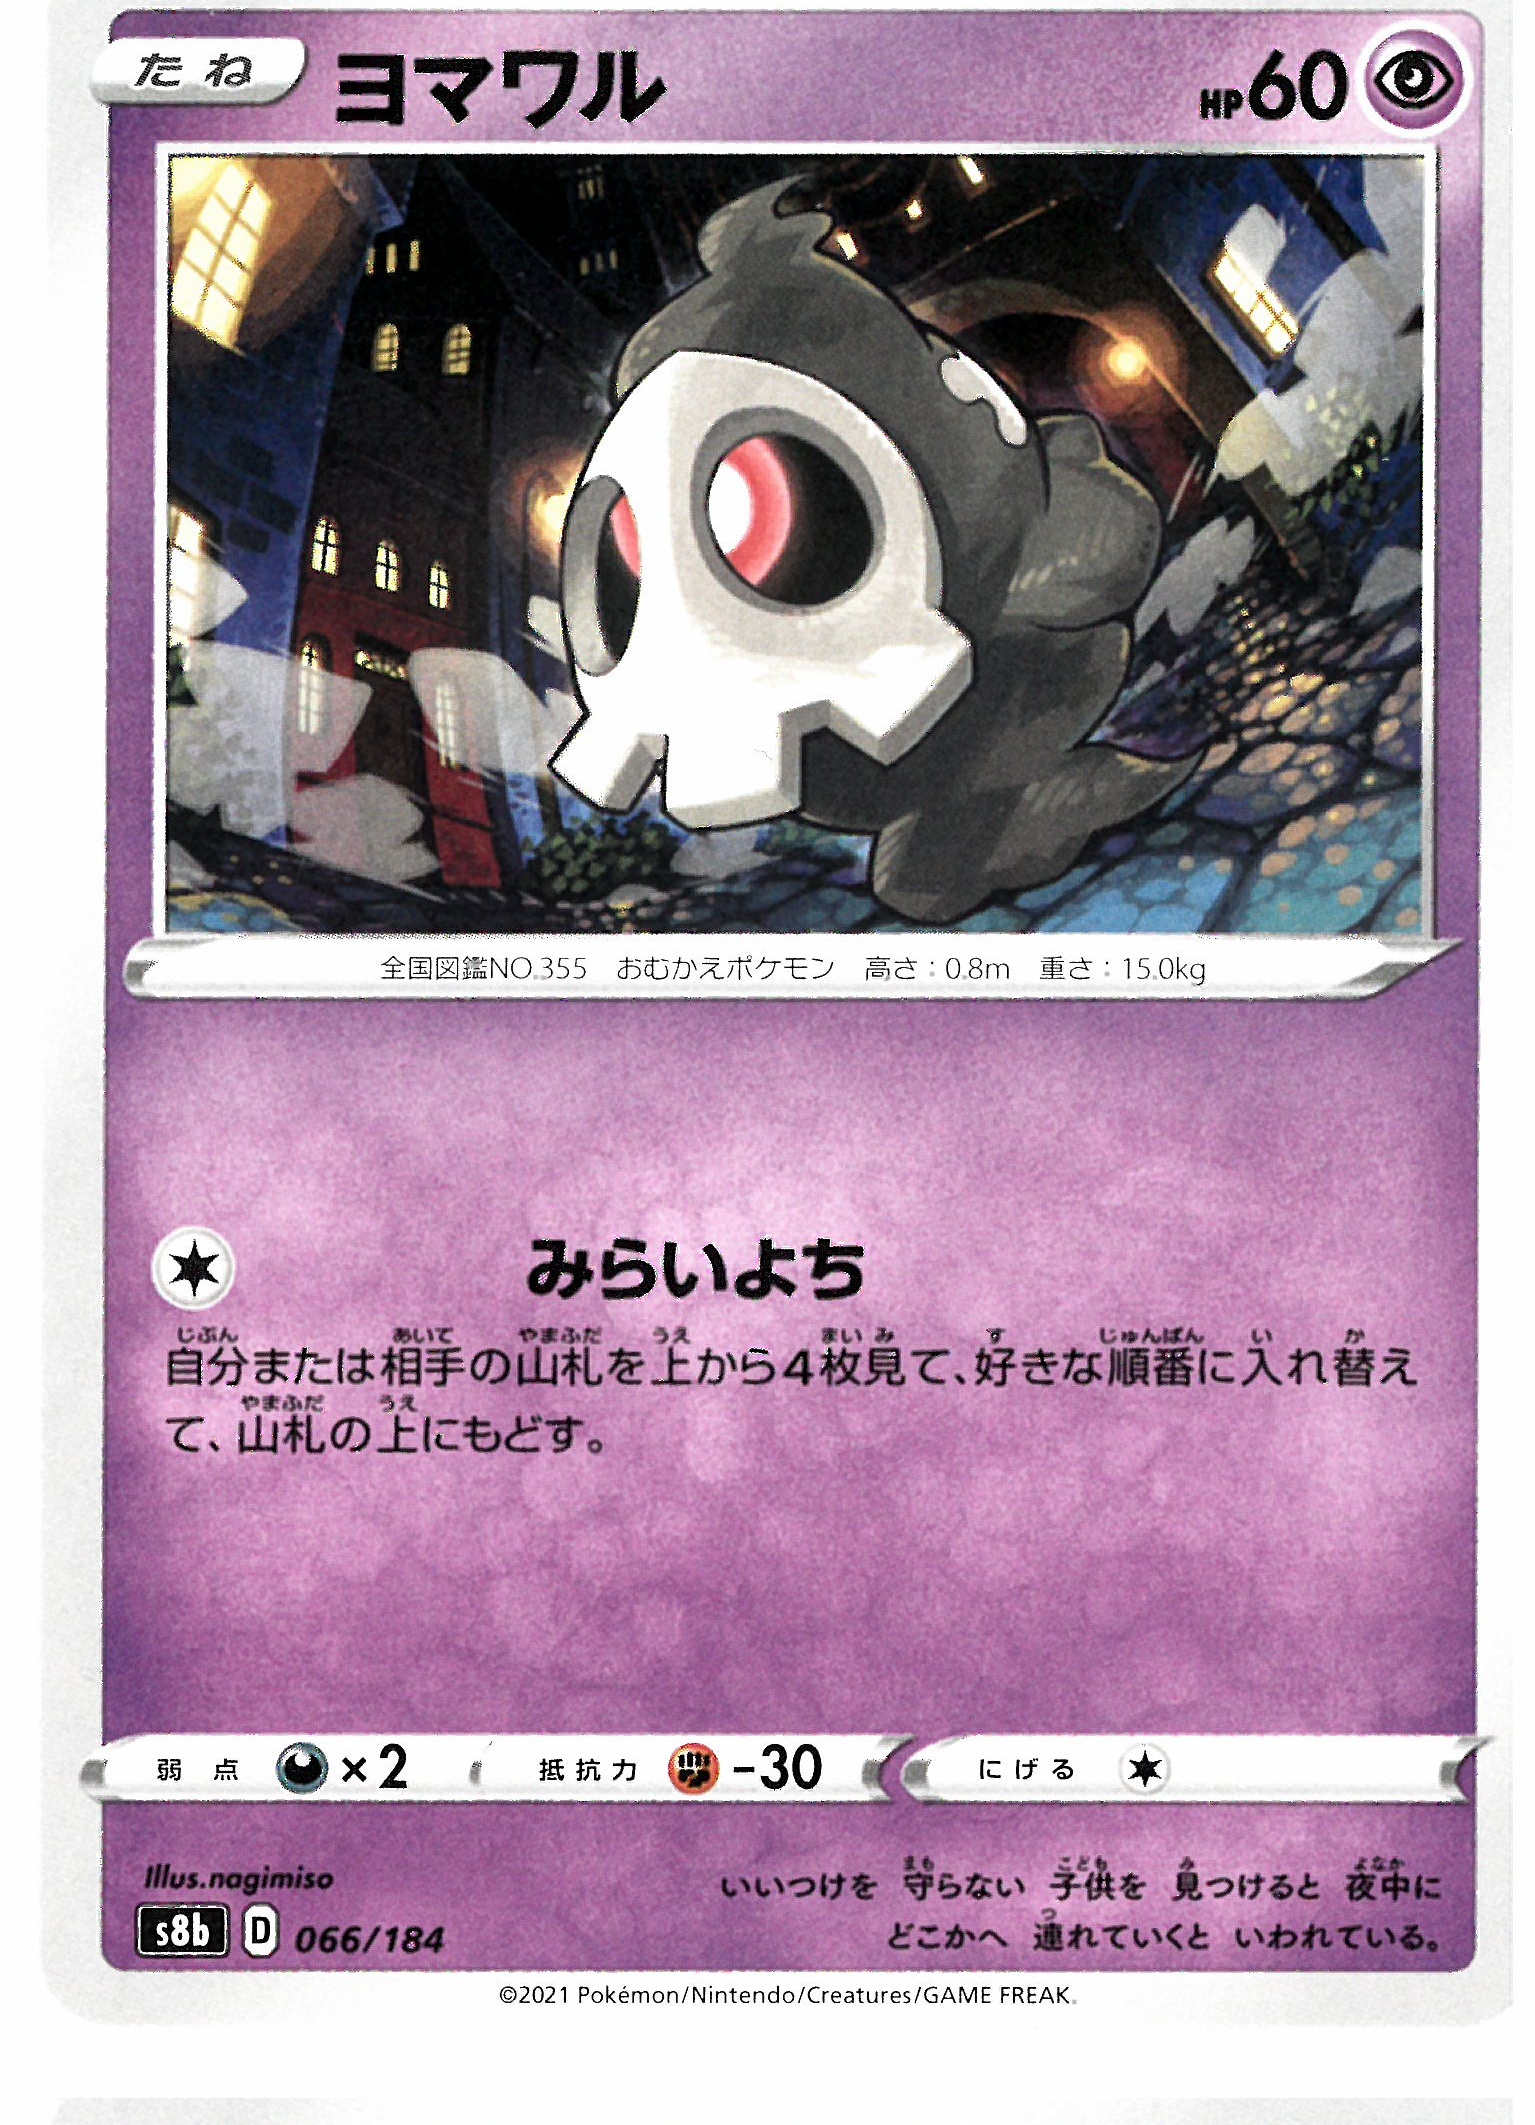 たね ヨマワル HP60
全国図鑑NO.355 おむかえポケモン 高さ：0.8m 重さ：15.0kg
みらいよち
自分または相手の山札を上から4枚見て、好きな順番に入れ替え
て、山札の上にもどす。
弱点 ×2 抵抗力 -30 にげる
Illus.nagimiso
いいつけを 守らない 子供を 見つけると 夜中に
どこかへ 連れていくと いわれている。
s8b D 066/184
©2021 Pokémon/Nintendo/Creatures/GAME FREAK.